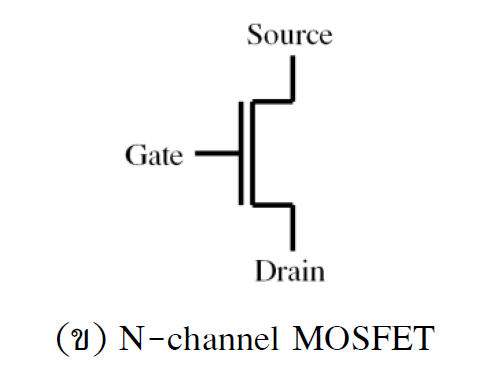 Source
Gate
Drain
(ข) N-channel MOSFET